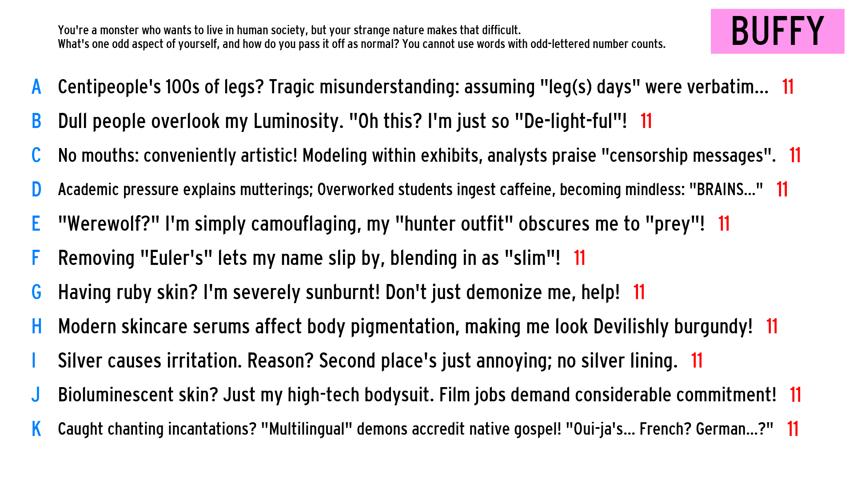 You're a monster who wants to live in human society, but your strange nature makes that difficult.
What's one odd aspect of yourself, and how do you pass it off as normal? You cannot use words with odd-lettered number counts.
BUFFY
A Centipeople's 100s of legs? Tragic misunderstanding: assuming "leg(s) days" were verbatim... 11
B Dull people overlook my Luminosity. "Oh this? I'm just so "De-light-ful"! 11
C No mouths: conveniently artistic! Modeling within exhibits, analysts praise "censorship messages". 11
D Academic pressure explains mutterings; Overworked students ingest caffeine, becoming mindless: "BRAINS..." 11
E "Werewolf?" I'm simply camouflaging, my "hunter outfit" obscures me to "prey"! 11
F Removing "Euler's" lets my name slip by, blending in as "slim"! 11
G Having ruby skin? I'm severely sunburnt! Don't just demonize me, help! 11
H Modern skincare serums affect body pigmentation, making me look Devilishly burgundy! 11
I Silver causes irritation. Reason? Second place's just annoying; no silver lining. 11
J Bioluminescent skin? Just my high-tech bodysuit. Film jobs demand considerable commitment! 11
K Caught chanting incantations? "Multilingual" demons accredit native gospel! "Oui-ja's... French? German...?" 11